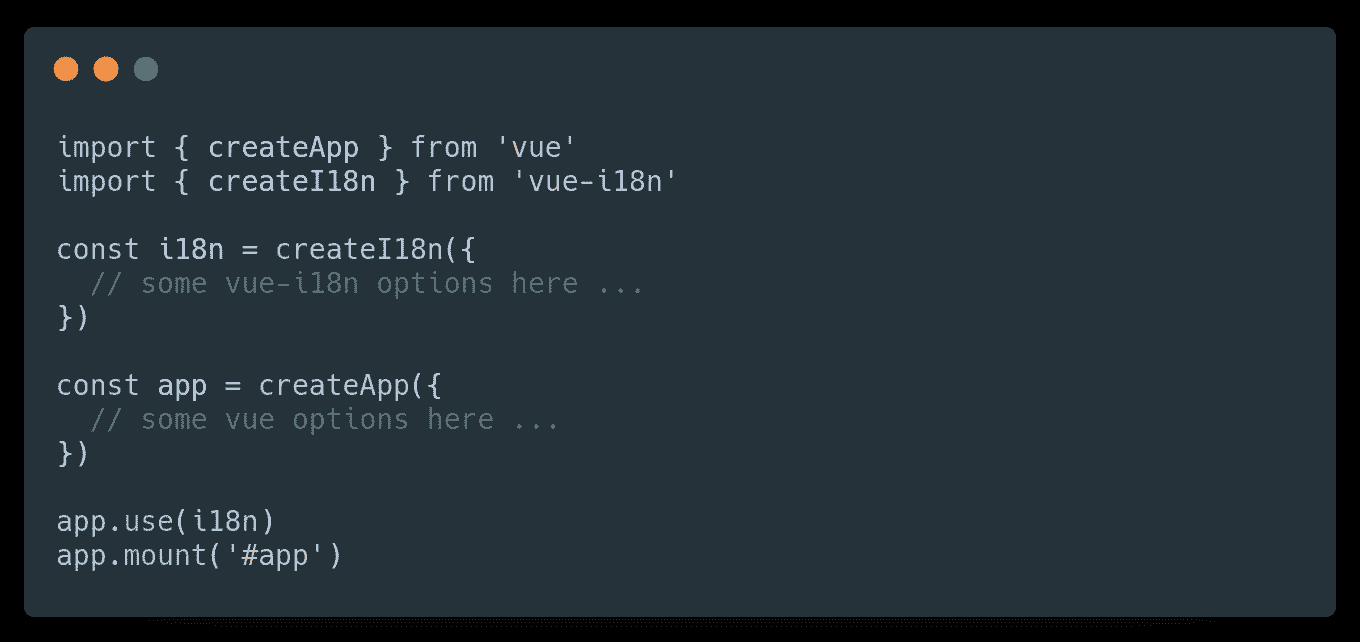 import { createApp } from 'vue'
import { createI18n } from 'vue-i18n'
const i18n = createI18n({
  // some vue-i18n options here ...
})
const app = createApp({
  // some vue options here ...
})
app.use(i18n)
app.mount('#app')